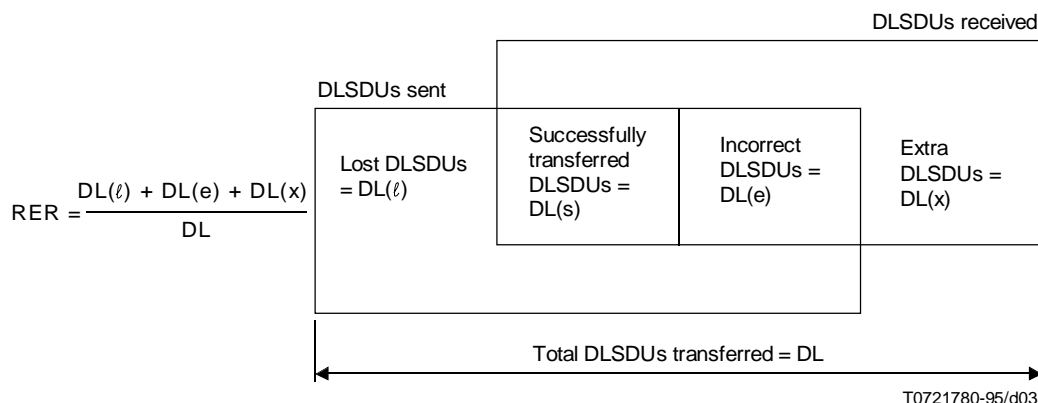 DLSDUs received
DLSDUs sent
Lost DLSDUs
= DL(ℓ)
Successfully
transferred
DLSDUs =
DL(s)
Incorrect
DLSDUs =
DL(e)
Extra
DLSDUs =
DL(x)
RER = DL(ℓ) + DL(e) + DL(x)
DL
Total DLSDUs transferred = DL
T0721780-95/d03